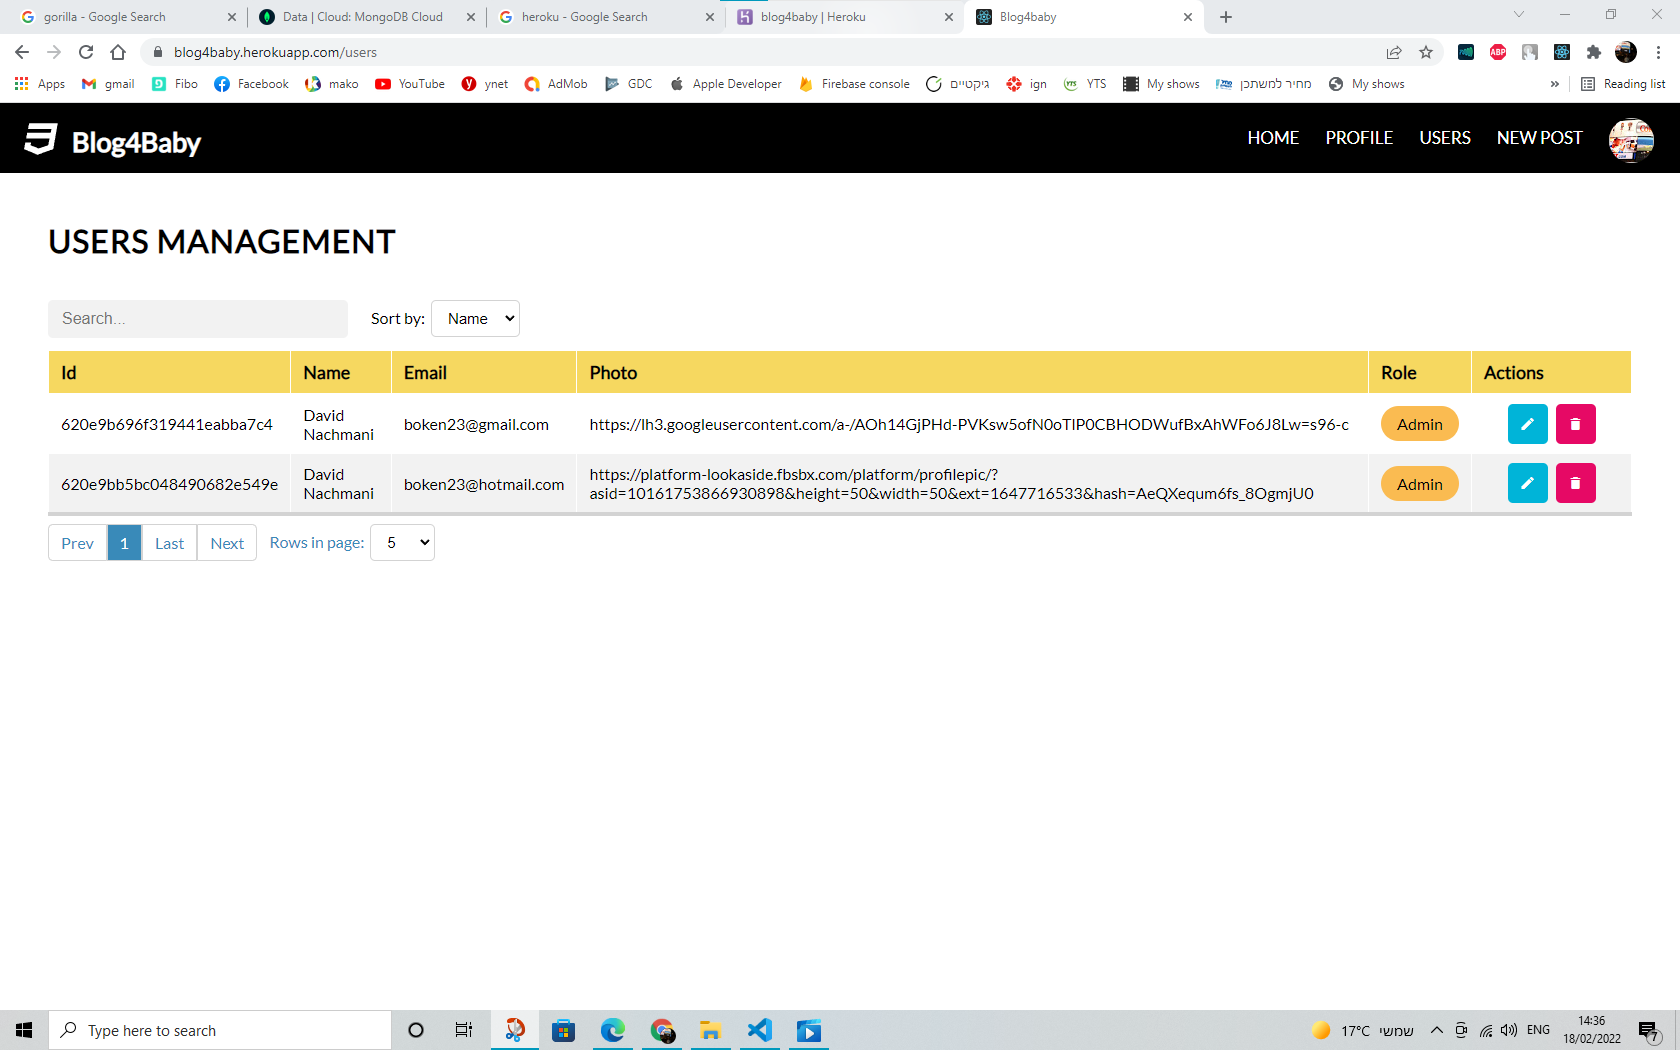 gorilla - Google Search
Data | Cloud: MongoDB Cloud
heroku - Google Search
blog4baby | Heroku
Blog4baby
blog4baby.herokuapp.com/users
ABP
Apps
gmail
Fibo
Facebook
mako
YouTube
ynet
AdMob
GDC
Apple Developer
Firebase console
גיקטיים
ign
YTS
My shows
מחיר למשתכן
My shows
»
Reading list
Blog4Baby
HOME
PROFILE
USERS
NEW POST
USERS MANAGEMENT
Search...
Sort by:
Name
Id
Name
Email
Photo
Role
Actions
620e9b696f319441eabba7c4
David
Nachmani
boken23@gmail.com
https://lh3.googleusercontent.com/a-/AOh14GjPHd-PVKsw5ofN0oTlP0CBHODWufBxAhWFo6J8Lw=s96-c
Admin
620e9bb5bc048490682e549e
David
Nachmani
boken23@hotmail.com
https://platform-lookaside.fbsbx.com/platform/profilepic/?
asid=10161753866930898&height=50&width=50&ext=1647716533&hash=AeQXequm6fs_8OgmjU0
Admin
Prev
1
Last
Next
Rows in page:
5
Type here to search
17°C שמשי
ENG
14:36
18/02/2022
7